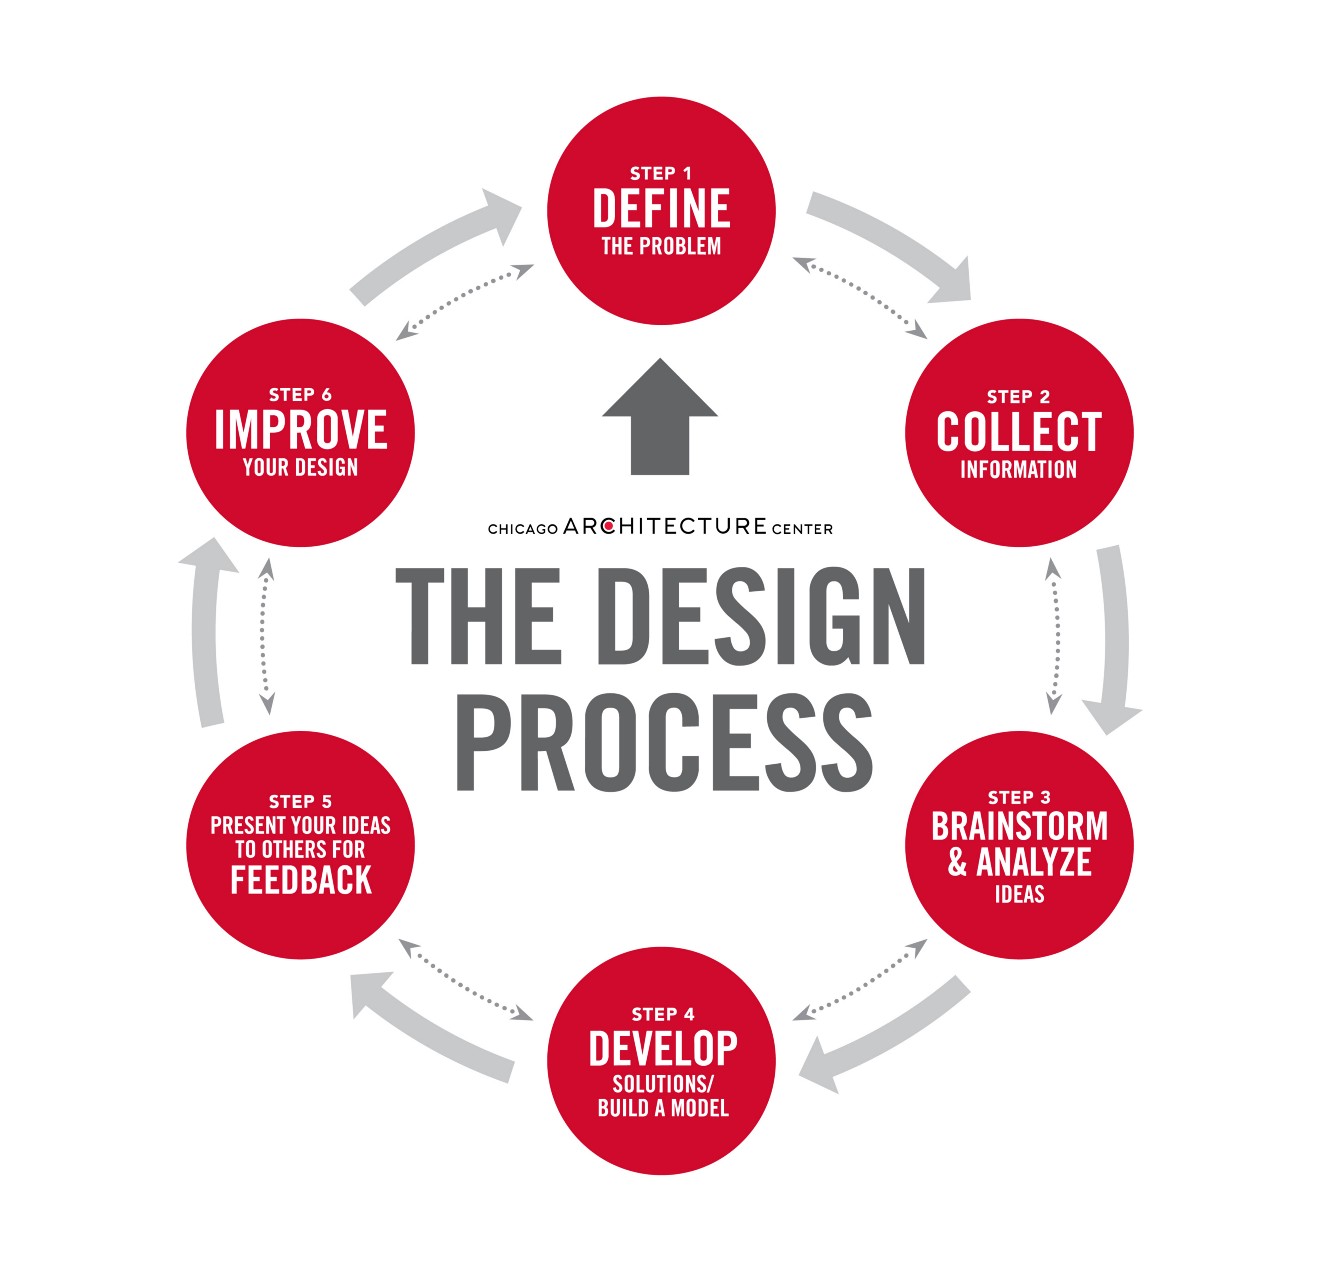 STEP 1
DEFINE
THE PROBLEM
STEP 2
COLLECT
INFORMATION
STEP 3
BRAINSTORM
& ANALYZE
IDEAS
STEP 4
DEVELOP
SOLUTIONS/
BUILD A MODEL
STEP 5
PRESENT YOUR IDEAS
TO OTHERS FOR
FEEDBACK
STEP 6
IMPROVE
YOUR DESIGN
CHICAGO ARCHITECTURE CENTER
THE DESIGN
PROCESS